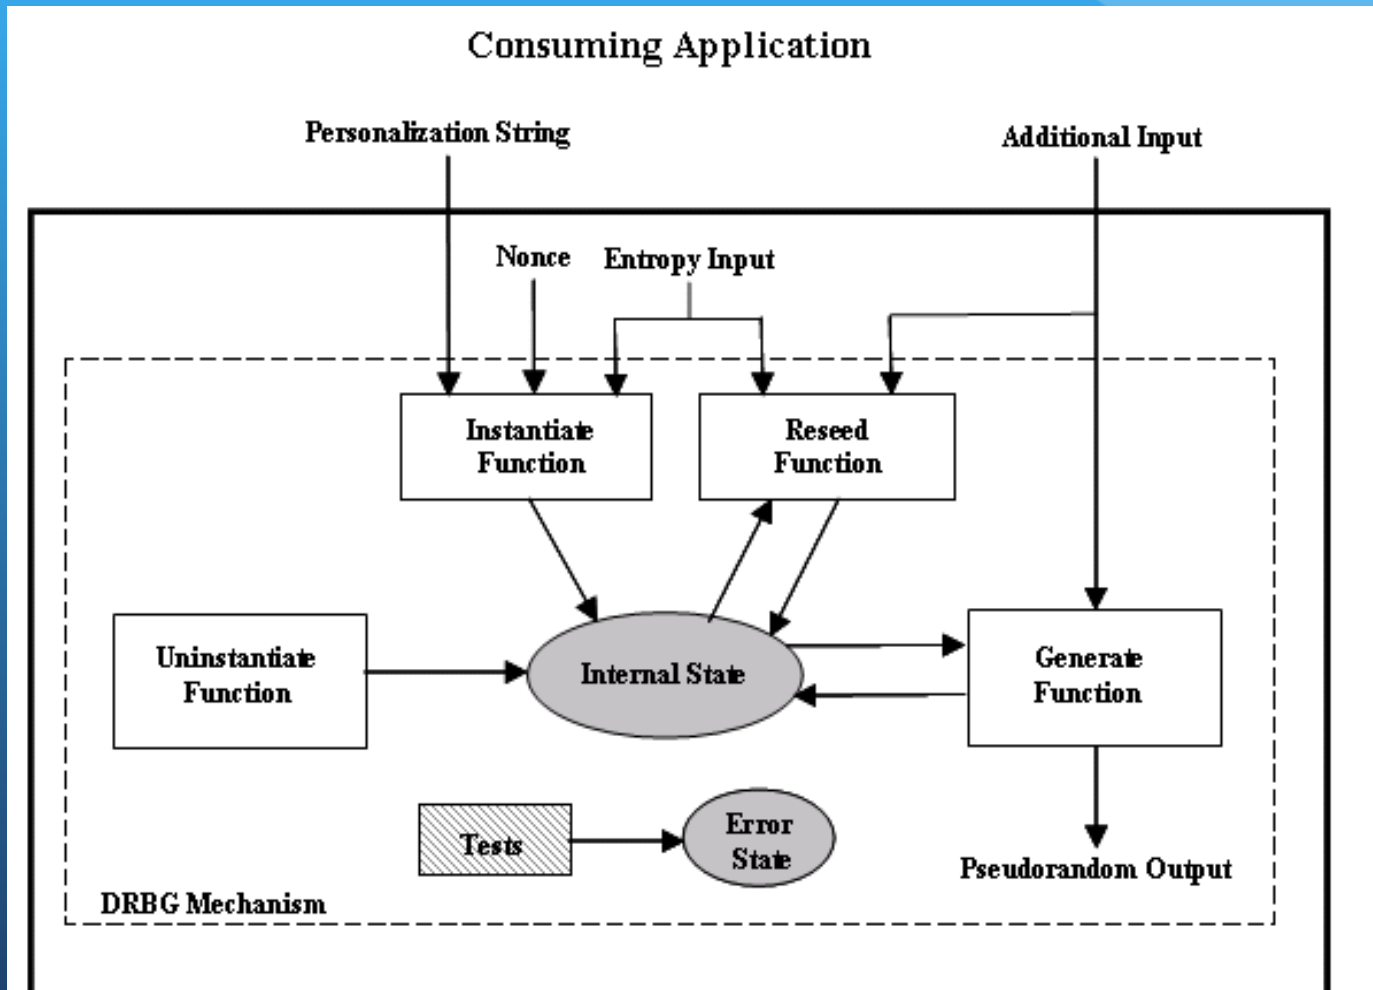 Consuming Application
Personalization String
Additional Input
Nonce
Entropy Input
Instantiate
Function
Reseed
Function
Uninstantiate
Function
Internal State
Generate
Function
Tests
Error
State
Pseudorandom Output
DRBG Mechanism